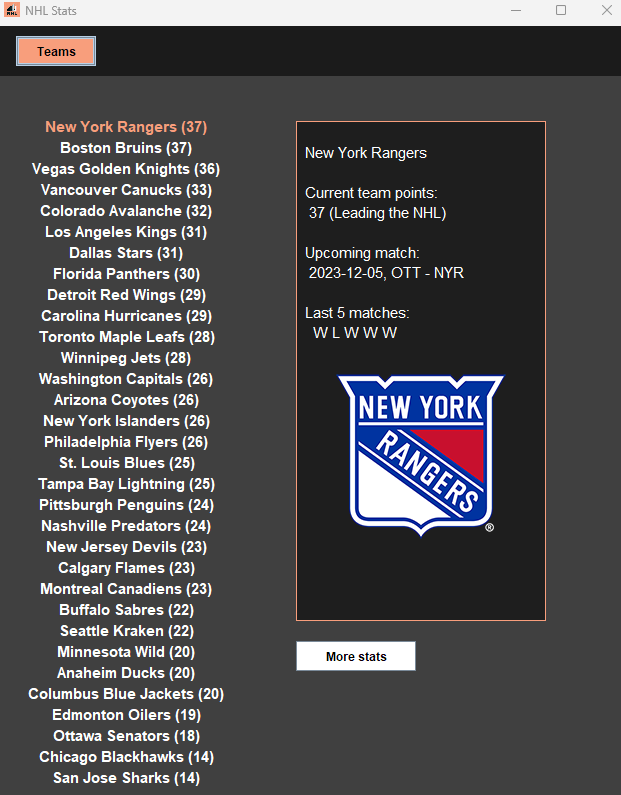 NHL Stats
Teams
New York Rangers (37)
Boston Bruins (37)
Vegas Golden Knights (36)
Vancouver Canucks (33)
Colorado Avalanche (32)
Los Angeles Kings (31)
Dallas Stars (31)
Florida Panthers (30)
Detroit Red Wings (29)
Carolina Hurricanes (29)
Toronto Maple Leafs (28)
Winnipeg Jets (28)
Washington Capitals (26)
Arizona Coyotes (26)
New York Islanders (26)
Philadelphia Flyers (26)
St. Louis Blues (25)
Tampa Bay Lightning (25)
Pittsburgh Penguins (24)
Nashville Predators (24)
New Jersey Devils (23)
Calgary Flames (23)
Montreal Canadiens (23)
Buffalo Sabres (22)
Seattle Kraken (22)
Minnesota Wild (20)
Anaheim Ducks (20)
Columbus Blue Jackets (20)
Edmonton Oilers (19)
Ottawa Senators (18)
Chicago Blackhawks (14)
San Jose Sharks (14)
New York Rangers
Current team points:
37 (Leading the NHL)
Upcoming match:
2023-12-05, OTT - NYR
Last 5 matches:
W L W W W
NEW YORK
RANGERS
®
More stats